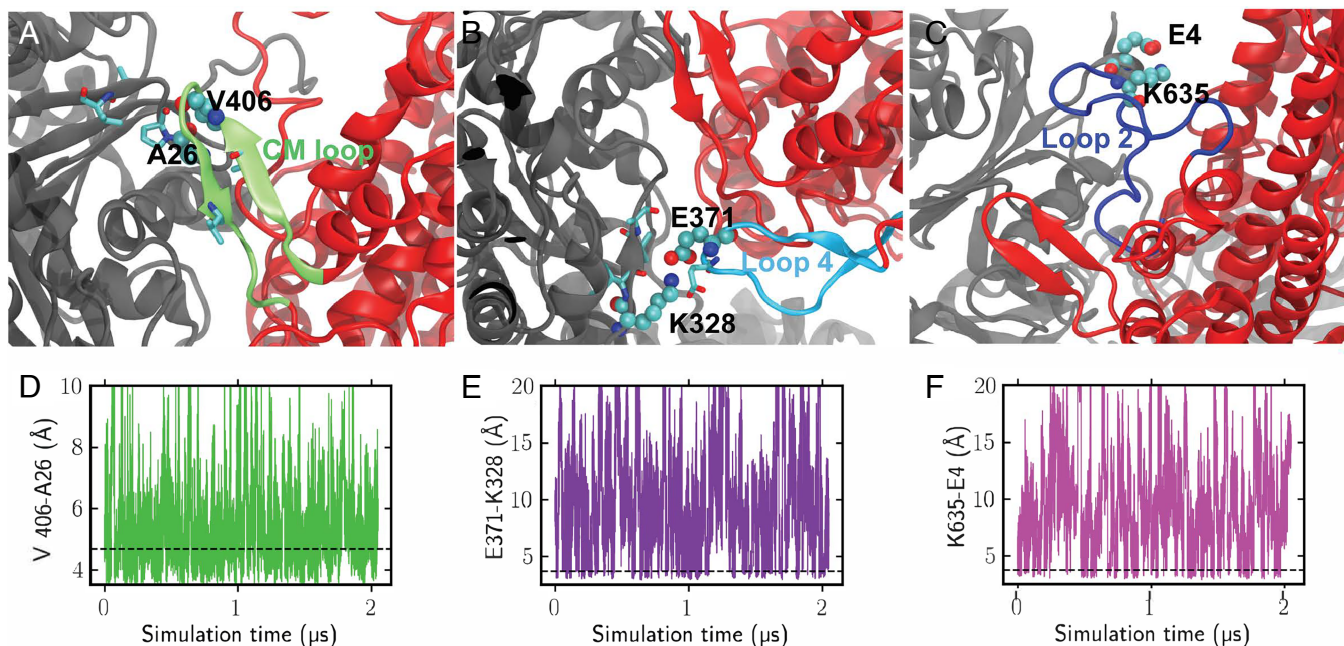 A
V406
A26
CM loop
B
E371
Loop 4
K328
C
E4
K635
Loop 2
D
10
8
6
4
V 406-A26 (Å)
0 1 2
Simulation time (μs)
E
20
15
10
5
E371-K328 (Å)
0 1 2
Simulation time (μs)
F
20
15
10
5
K635-E4 (Å)
0 1 2
Simulation time (μs)